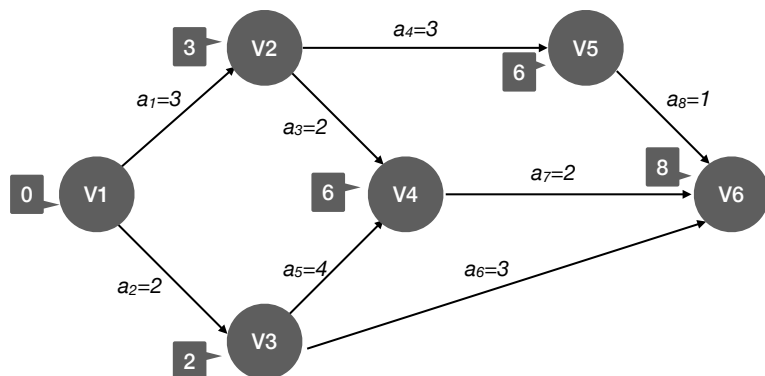 3
V2
a₄=3
V5
6
a₁=3
a₃=2
a₈=1
0
V1
6
V4
a₇=2
8
V6
a₂=2
a₅=4
a₆=3
2
V3